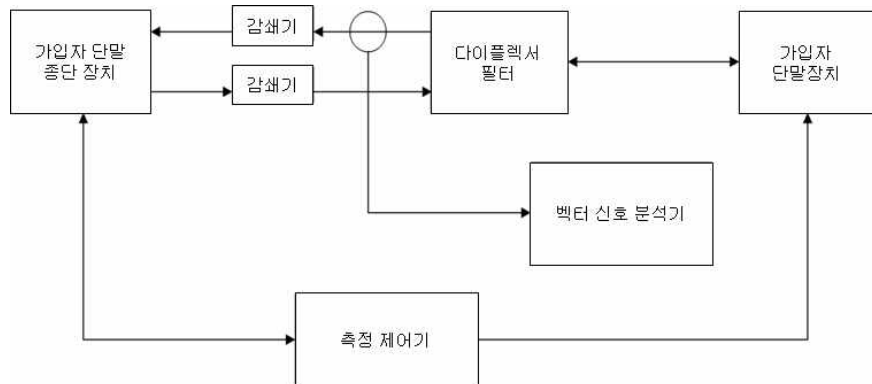 감쇄기
가입자 단말
종단 장치
다이플렉서
필터
가입자
단말장치
감쇄기
벡터 신호 분석기
측정 제어기